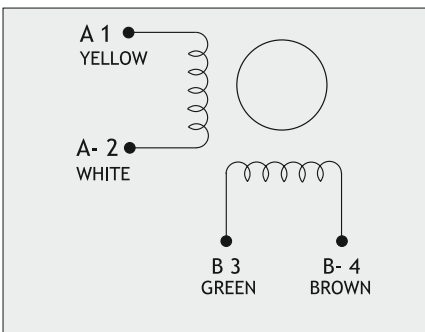 A 1
YELLOW
A- 2
WHITE
B 3
GREEN
B- 4
BROWN